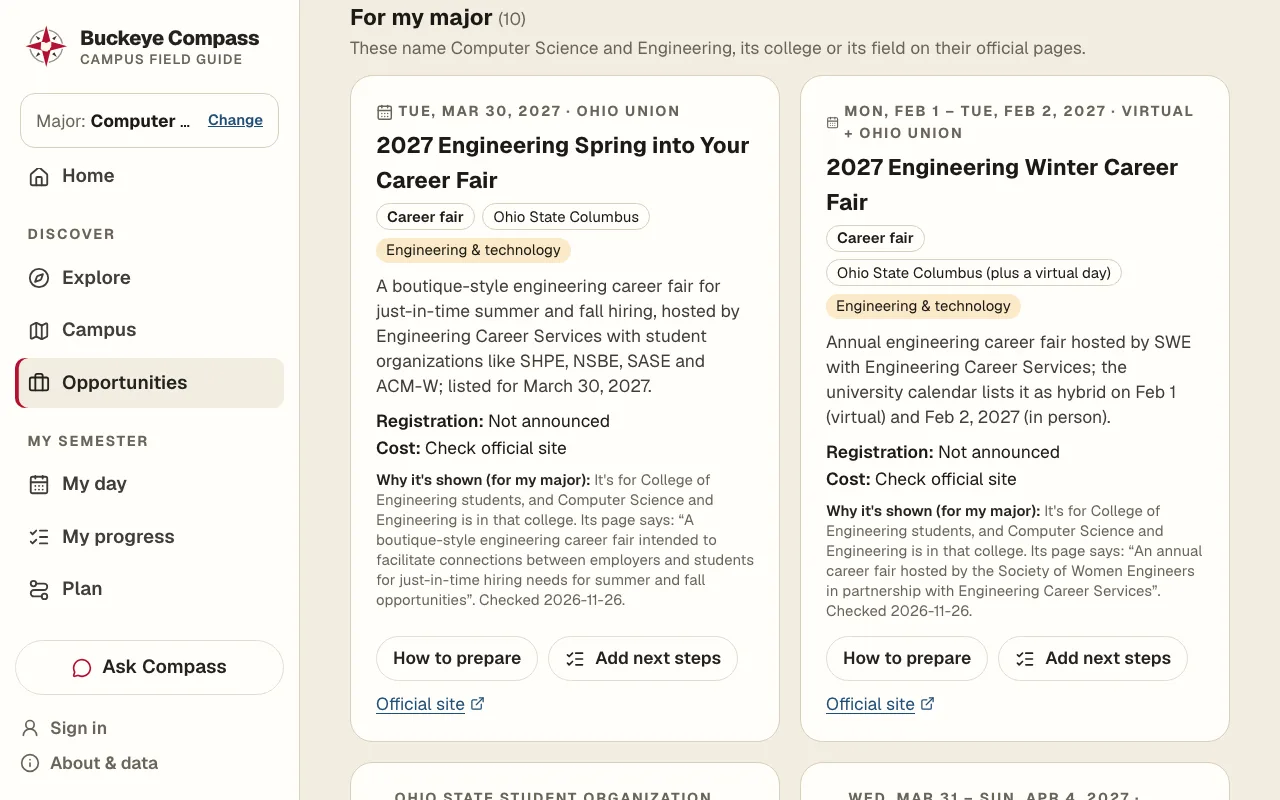 Buckeye Compass
CAMPUS FIELD GUIDE
Major: Computer ... Change
Home
DISCOVER
Explore
Campus
Opportunities
MY SEMESTER
My day
My progress
Plan
Ask Compass
Sign in
About & data
For my major (10)
These name Computer Science and Engineering, its college or its field on their official pages.
TUE, MAR 30, 2027 · OHIO UNION
2027 Engineering Spring into Your
Career Fair
Career fair
Ohio State Columbus
Engineering & technology
A boutique-style engineering career fair for
just-in-time summer and fall hiring, hosted by
Engineering Career Services with student
organizations like SHPE, NSBE, SASE and
ACM-W; listed for March 30, 2027.
Registration: Not announced
Cost: Check official site
Why it's shown (for my major): It's for College of
Engineering students, and Computer Science and
Engineering is in that college. Its page says: “A
boutique-style engineering career fair intended to
facilitate connections between employers and students
for just-in-time hiring needs for summer and fall
opportunities”. Checked 2026-11-26.
How to prepare
Add next steps
Official site
MON, FEB 1 – TUE, FEB 2, 2027 · VIRTUAL
+ OHIO UNION
2027 Engineering Winter Career
Fair
Career fair
Ohio State Columbus (plus a virtual day)
Engineering & technology
Annual engineering career fair hosted by SWE
with Engineering Career Services; the
university calendar lists it as hybrid on Feb 1
(virtual) and Feb 2, 2027 (in person).
Registration: Not announced
Cost: Check official site
Why it's shown (for my major): It's for College of
Engineering students, and Computer Science and
Engineering is in that college. Its page says: “An annual
career fair hosted by the Society of Women Engineers
in partnership with Engineering Career Services”.
Checked 2026-11-26.
How to prepare
Add next steps
Official site
OHIO STATE STUDENT ORGANIZATION
WED, MAR 31 – SUN, APR 4, 2027 ·